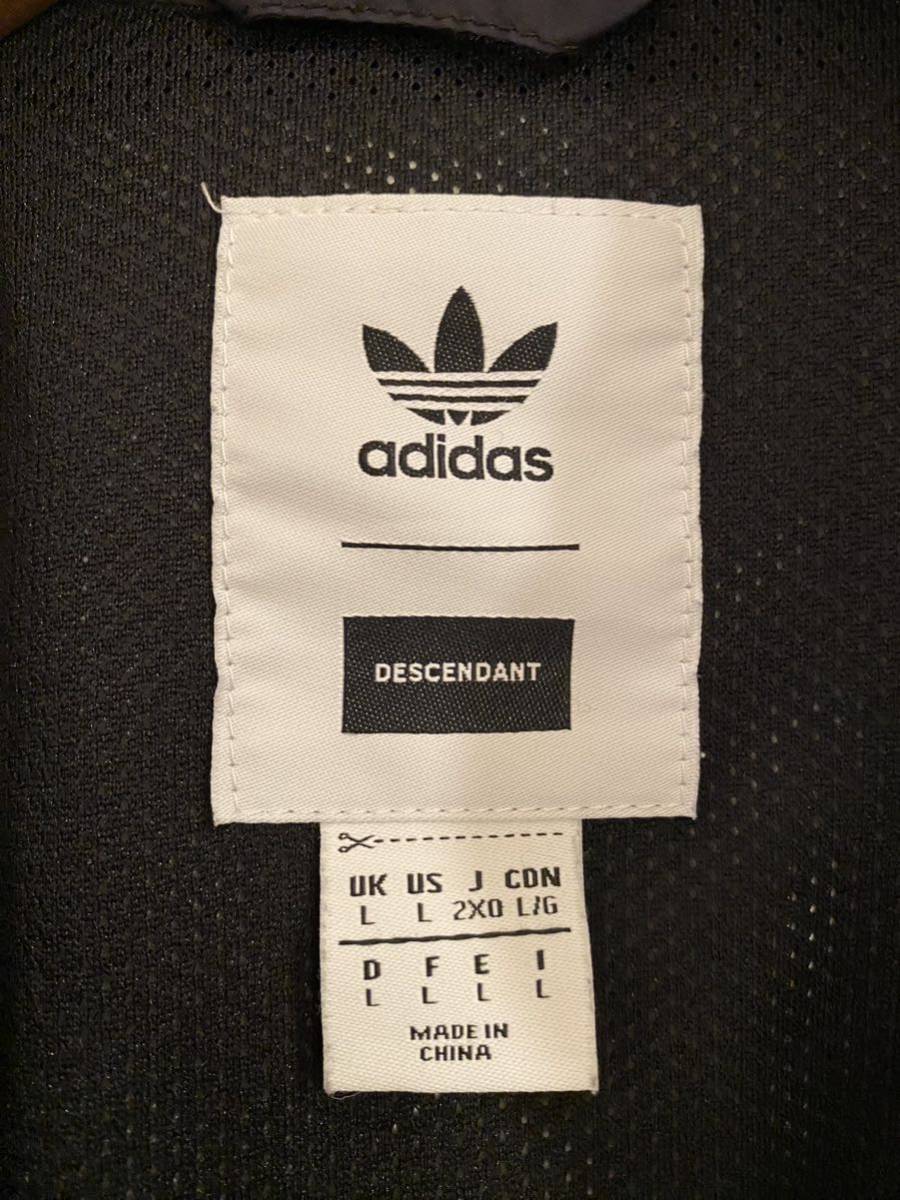 adidas
DESCENDANT
UK US J CDN
L L 2XO L/G
D F E I
L L L L
MADE IN
CHINA